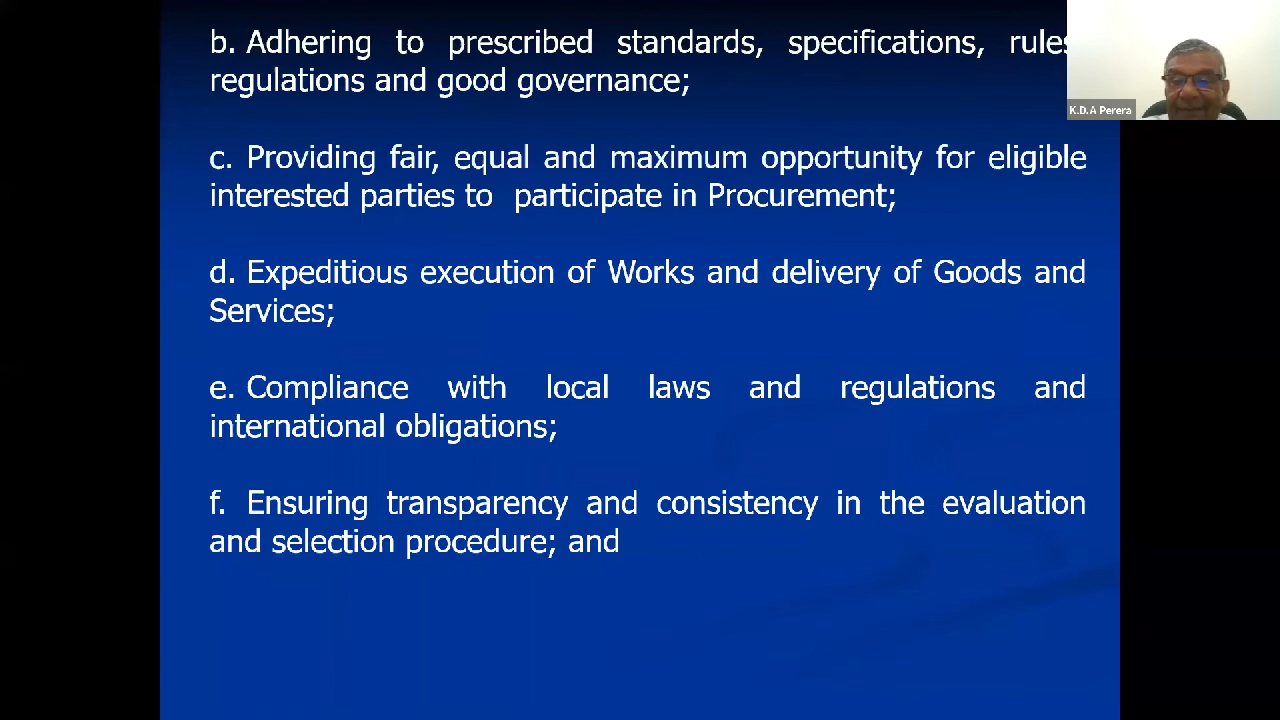 b. Adhering to prescribed standards, specifications, rules
regulations and good governance;
K.D.A Perera
c. Providing fair, equal and maximum opportunity for eligible
interested parties to participate in Procurement;
d. Expeditious execution of Works and delivery of Goods and
Services;
e. Compliance with local laws and regulations and
international obligations;
f. Ensuring transparency and consistency in the evaluation
and selection procedure; and